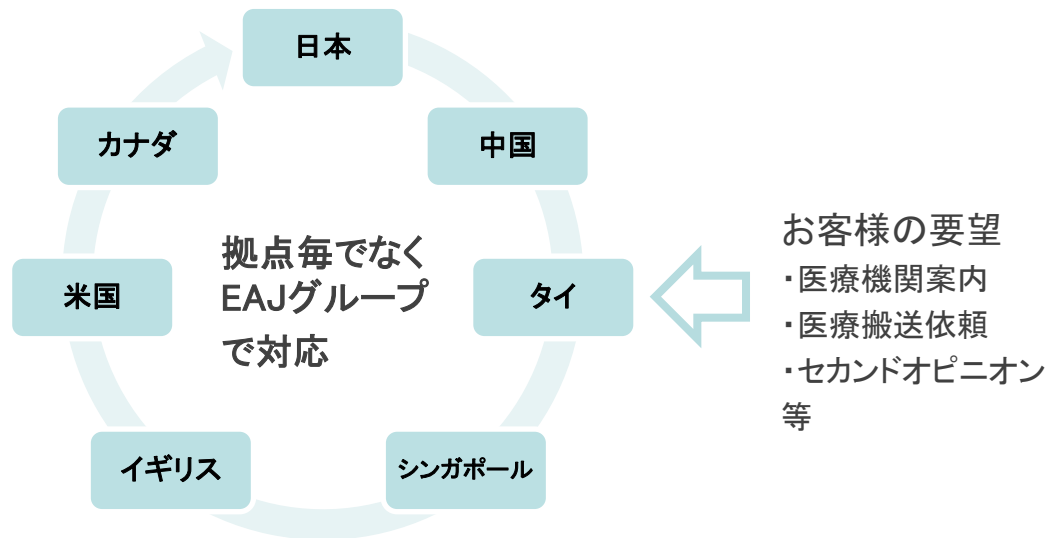 日本
カナダ
中国
拠点毎でなく
EAJグループ
で対応
米国
タイ
イギリス
シンガポール
お客様の要望
・医療機関案内
・医療搬送依頼
・セカンドオピニオン
等